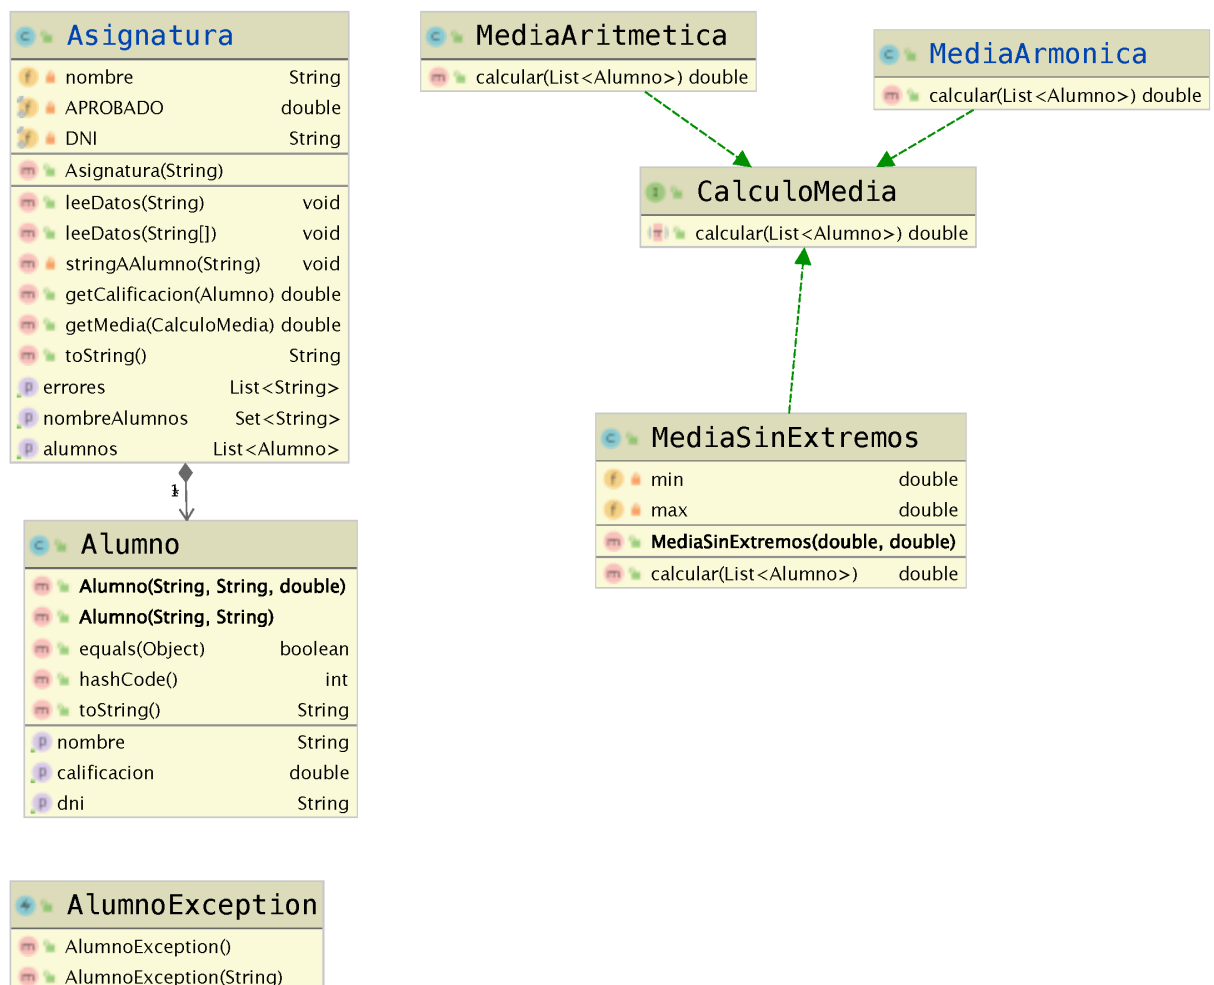 Asignatura
nombre String
APROBADO double
DNI String
Asignatura(String)
leeDatos(String) void
leeDatos(String[]) void
stringAAlumno(String) void
getCalificacion(Alumno) double
getMedia(CalculoMedia) double
toString() String
errores List<String>
nombreAlumnos Set<String>
alumnos List<Alumno>
Alumno
Alumno(String, String, double)
Alumno(String, String)
equals(Object) boolean
hashCode() int
toString() String
nombre String
calificacion double
dni String
AlumnoException
AlumnoException()
AlumnoException(String)
MediaAritmetica
calcular(List<Alumno>) double
MediaArmonica
calcular(List<Alumno>) double
CalculoMedia
calcular(List<Alumno>) double
MediaSinExtremos
min double
max double
MediaSinExtremos(double, double)
calcular(List<Alumno>) double